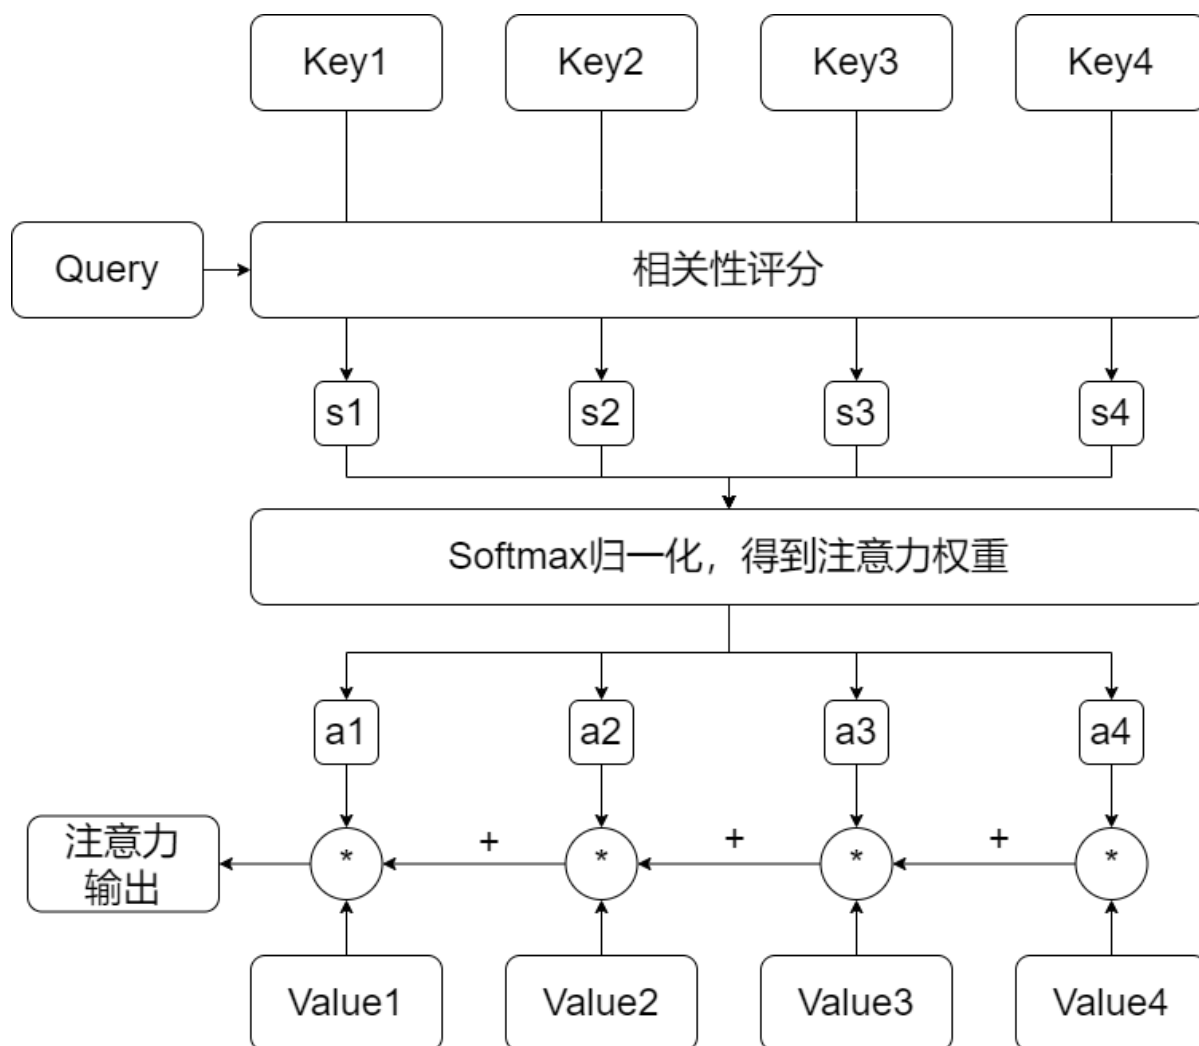 Key1 Key2 Key3 Key4
Query
相关性评分
s1 s2 s3 s4
Softmax归一化，得到注意力权重
a1 a2 a3 a4
注意力
输出
* + * + * + *
Value1 Value2 Value3 Value4